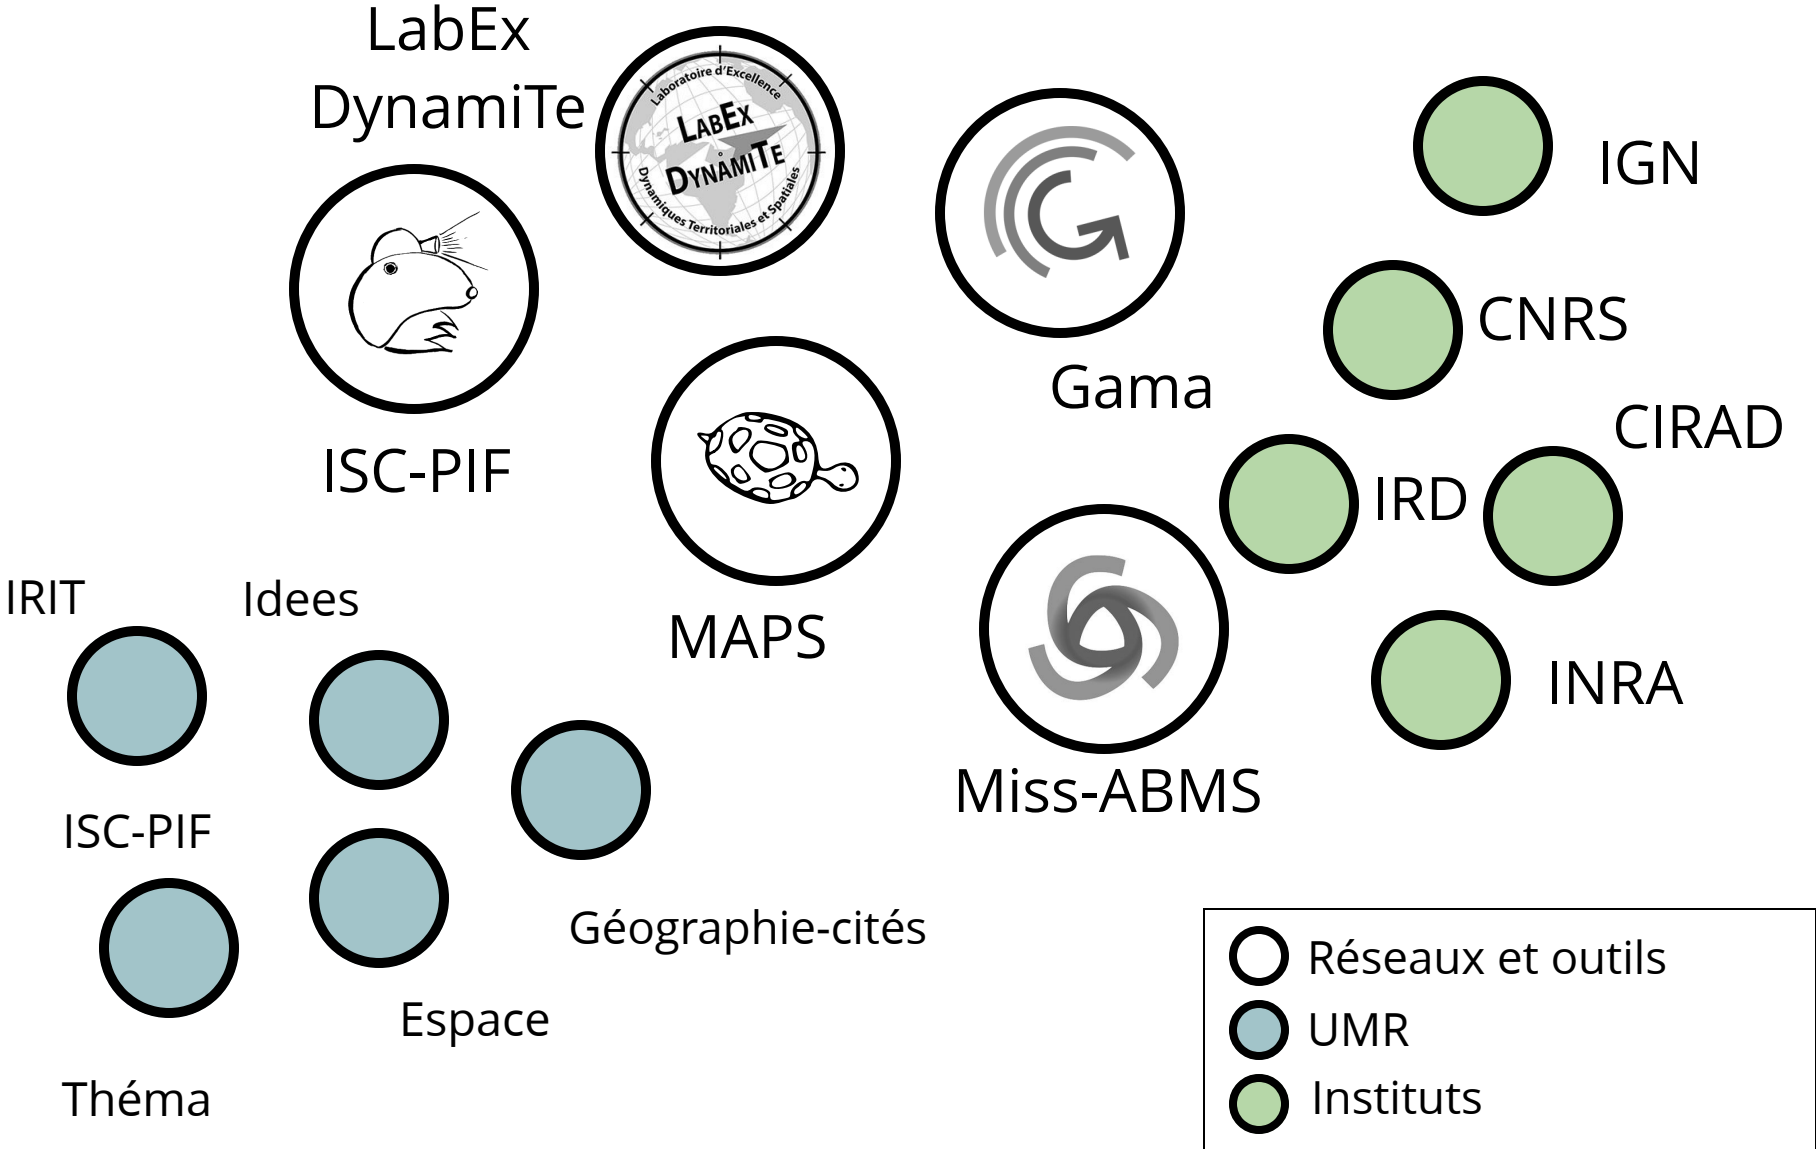 LabEx
DynamiTe
Laboratoire d'Excellence
LABEX
DYNAMITE
Dynamiques Territoriales et Spatiales
IGN
CNRS
Gama
CIRAD
ISC-PIF
IRD
IRIT
Idees
MAPS
INRA
Miss-ABMS
ISC-PIF
Géographie-cités
Espace
Théma
Réseaux et outils
UMR
Instituts